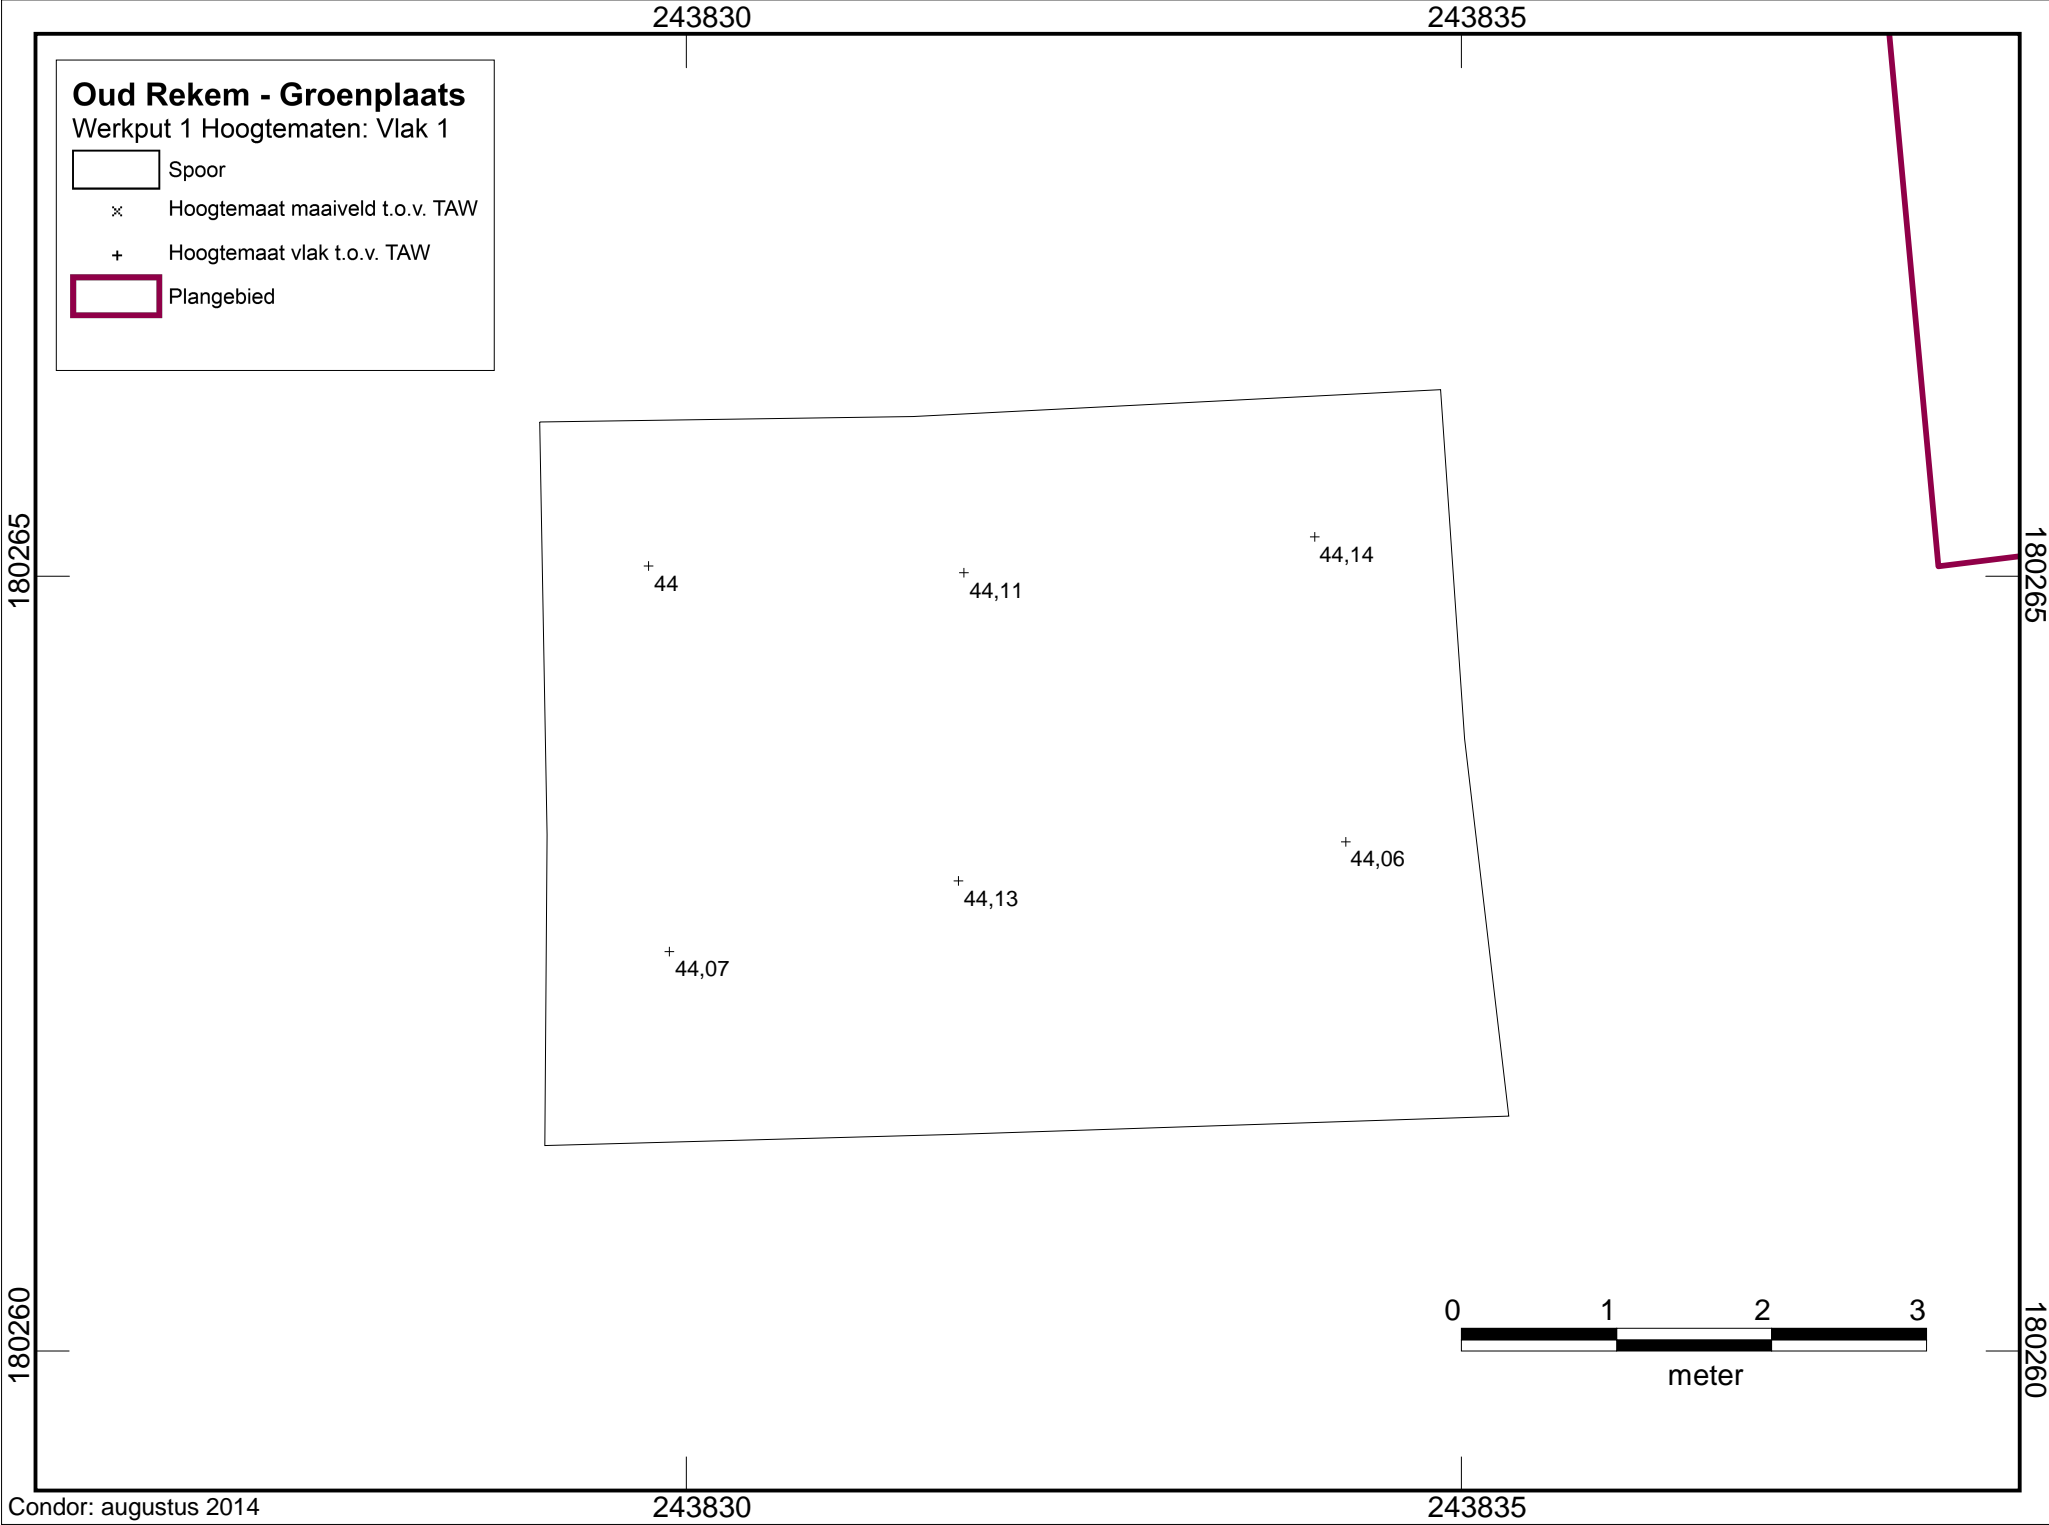 243830
243835
Oud Rekem - Groenplaats
Werkput 1 Hoogtematen: Vlak 1
Spoor
Hoogtemaat maaiveld t.o.v. TAW
Hoogtemaat vlak t.o.v. TAW
Plangebied
180265
180265
44
44,11
44,14
44,06
44,13
44,07
180260
180260
0 1 2 3
meter
Condor: augustus 2014
243830
243835